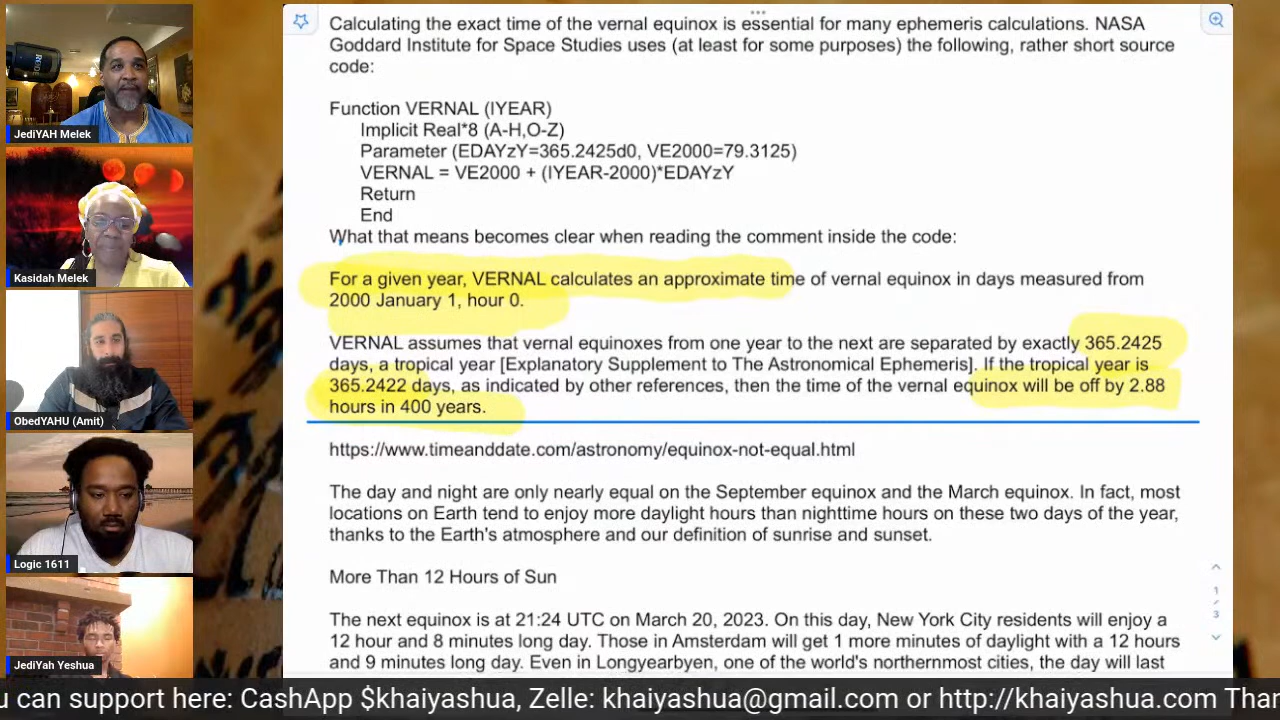 Calculating the exact time of the vernal equinox is essential for many ephemeris calculations. NASA
Goddard Institute for Space Studies uses (at least for some purposes) the following, rather short source
code:
Function VERNAL (IYEAR)
Implicit Real*8 (A-H,O-Z)
Parameter (EDAYzY=365.2425d0, VE2000=79.3125)
VERNAL = VE2000 + (IYEAR-2000)*EDAYzY
Return
End
What that means becomes clear when reading the comment inside the code:
For a given year, VERNAL calculates an approximate time of vernal equinox in days measured from
2000 January 1, hour 0.
VERNAL assumes that vernal equinoxes from one year to the next are separated by exactly 365.2425
days, a tropical year [Explanatory Supplement to The Astronomical Ephemeris]. If the tropical year is
365.2422 days, as indicated by other references, then the time of the vernal equinox will be off by 2.88
hours in 400 years.
https://www.timeanddate.com/astronomy/equinox-not-equal.html
The day and night are only nearly equal on the September equinox and the March equinox. In fact, most
locations on Earth tend to enjoy more daylight hours than nighttime hours on these two days of the year,
thanks to the Earth's atmosphere and our definition of sunrise and sunset.
More Than 12 Hours of Sun
The next equinox is at 21:24 UTC on March 20, 2023. On this day, New York City residents will enjoy a
12 hour and 8 minutes long day. Those in Amsterdam will get 1 more minutes of daylight with a 12 hours
and 9 minutes long day. Even in Longyearbyen, one of the world's northernmost cities, the day will last
1
/
3
JediYAH Melek
Kasidah Melek
ObedYAHU (Amit)
Logic 1611
JediYah Yeshua
u can support here: CashApp $khaiyashua, Zelle: khaiyashua@gmail.com or http://khaiyashua.com Than